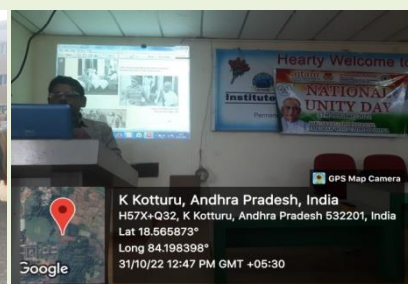 Hearty Welcome to
Institute
NATIONAL
UNITY DAY
GPS Map Camera
K Kotturu, Andhra Pradesh, India
H57X+Q32, K Kotturu, Andhra Pradesh 532201, India
Lat 18.565873°
Long 84.198398°
31/10/22 12:47 PM GMT +05:30
Google